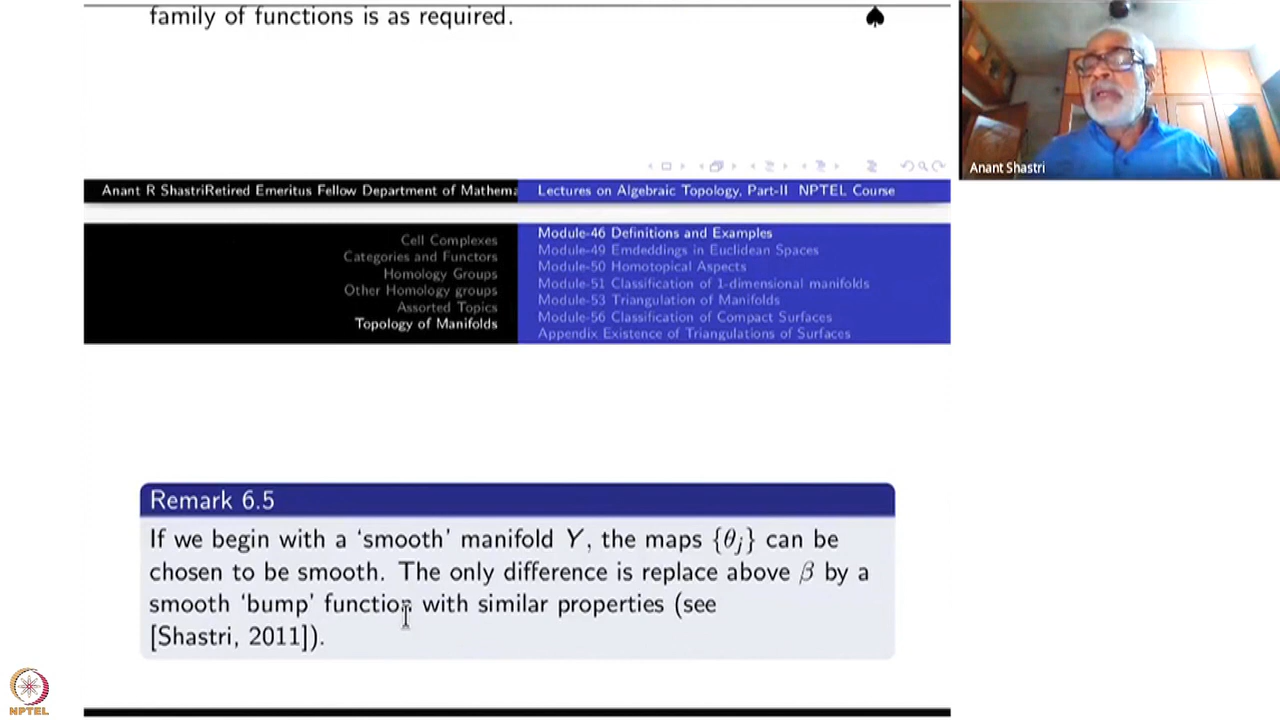 family of functions is as required. ♠
Anant Shastri
Anant R ShastriRetired Emeritus Fellow Department of Mathema
Lectures on Algebraic Topology, Part-II NPTEL Course
Cell Complexes
Categories and Functors
Homology Groups
Other Homology groups
Assorted Topics
Topology of Manifolds
Module-46 Definitions and Examples
Module-49 Emdeddings in Euclidean Spaces
Module-50 Homotopical Aspects
Module-51 Classification of 1-dimensional manifolds
Module-53 Triangulation of Manifolds
Module-56 Classification of Compact Surfaces
Appendix Existence of Triangulations of Surfaces
Remark 6.5
If we begin with a ‘smooth’ manifold Y, the maps {θj} can be
chosen to be smooth. The only difference is replace above β by a
smooth ‘bump’ function with similar properties (see
[Shastri, 2011]).
NPTEL